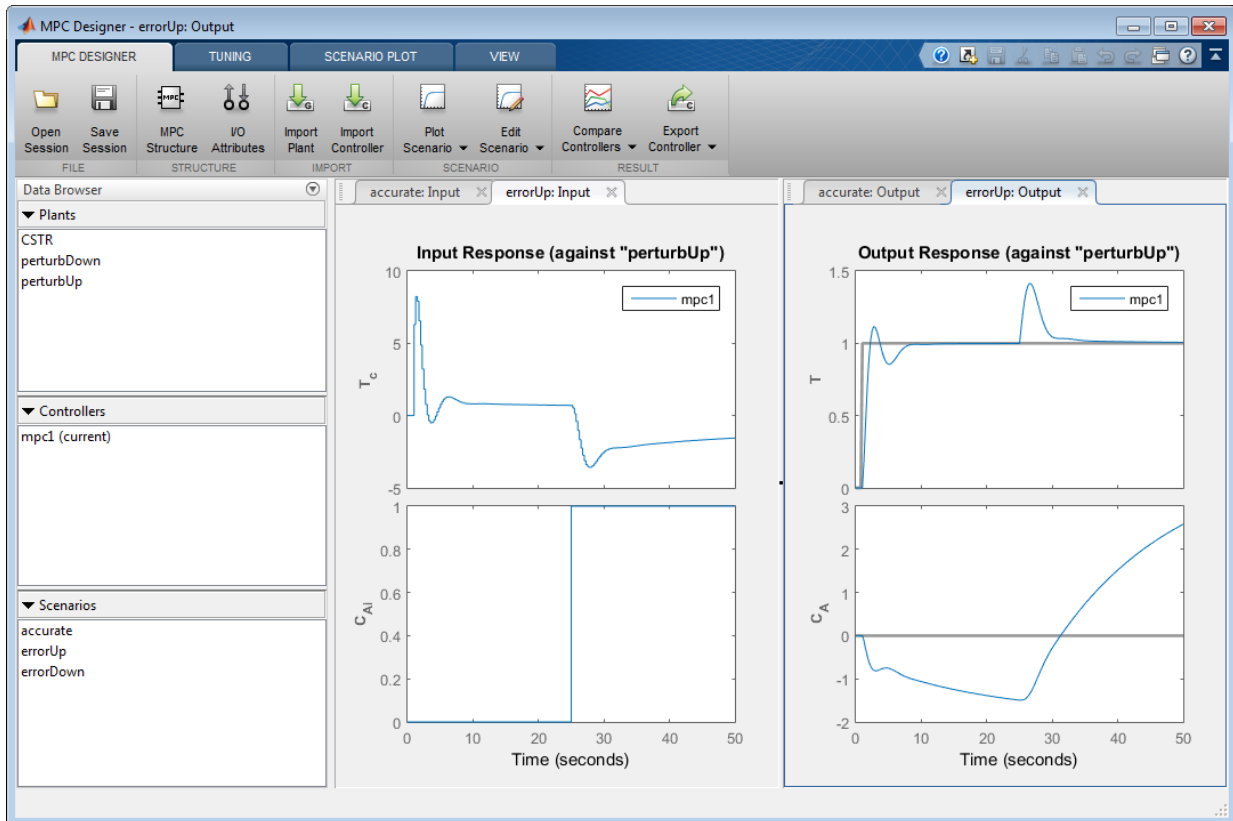 MPC Designer - errorUp: Output
MPC DESIGNER TUNING SCENARIO PLOT VIEW
Open Session
Save Session
MPC Structure
I/O Attributes
Import Plant
Import Controller
Plot Scenario
Edit Scenario
Compare Controllers
Export Controller
FILE STRUCTURE IMPORT SCENARIO RESULT
Data Browser
Plants
CSTR
perturbDown
perturbUp
Controllers
mpc1 (current)
Scenarios
accurate
errorUp
errorDown
accurate: Input errorUp: Input
Input Response (against "perturbUp")
mpc1
10
5
0
-5
Tc
1
0.8
0.6
0.4
0.2
0
CAi
0 10 20 30 40 50
Time (seconds)
accurate: Output errorUp: Output
Output Response (against "perturbUp")
mpc1
1.5
1
0.5
0
T
3
2
1
0
-1
-2
CA
0 10 20 30 40 50
Time (seconds)